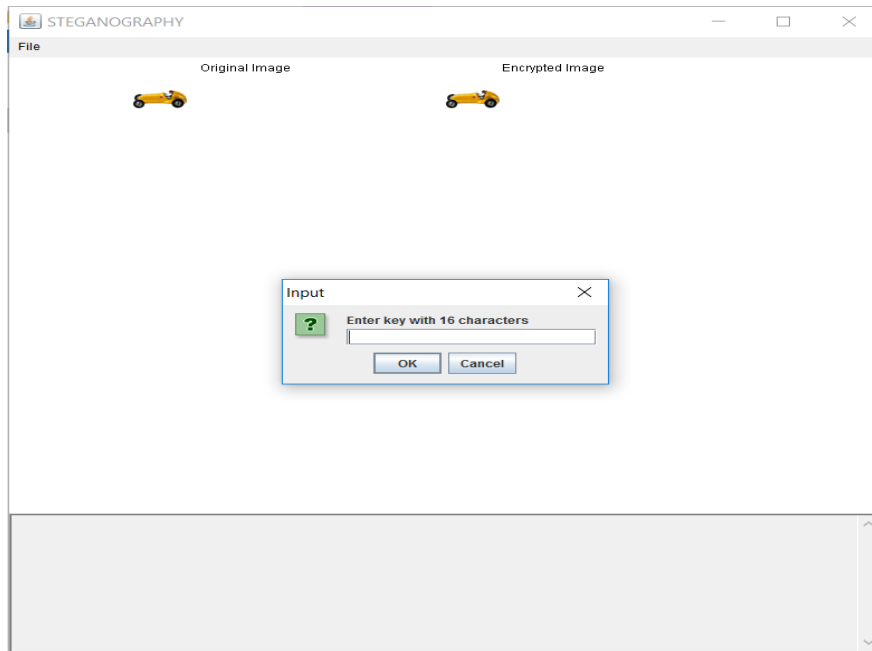 STEGANOGRAPHY
File
Original Image Encrypted Image
Input
?
Enter key with 16 characters
OK Cancel